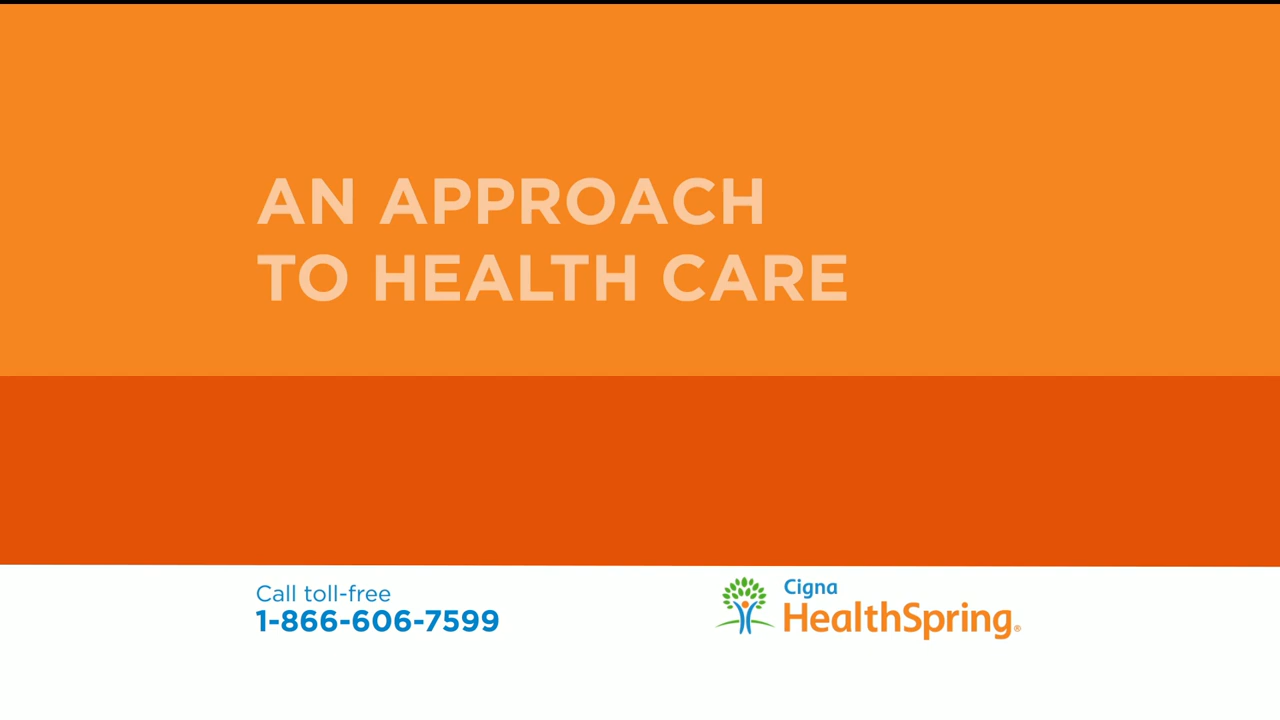 AN APPROACH
TO HEALTH CARE
Call toll-free
1-866-606-7599
Cigna
HealthSpring®